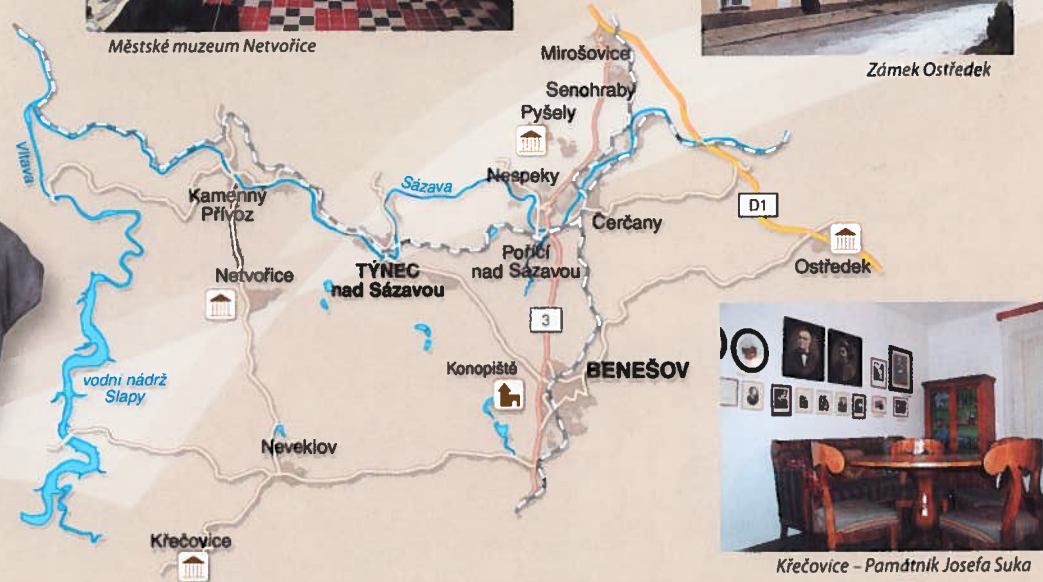 Městské muzeum Netvořice
Zámek Ostředek
Mirošovice
Senohraby
Pyšely
Vltava
Sázava
Nespeky
Kamenný
Přívoz
D1
Čerčany
Netvořice
TÝNEC
nad Sázavou
Poříčí
nad Sázavou
Ostředek
3
Konopiště
BENEŠOV
vodní nádrž
Slapy
Neveklov
Křečovice
Křečovice – Památník Josefa Suka